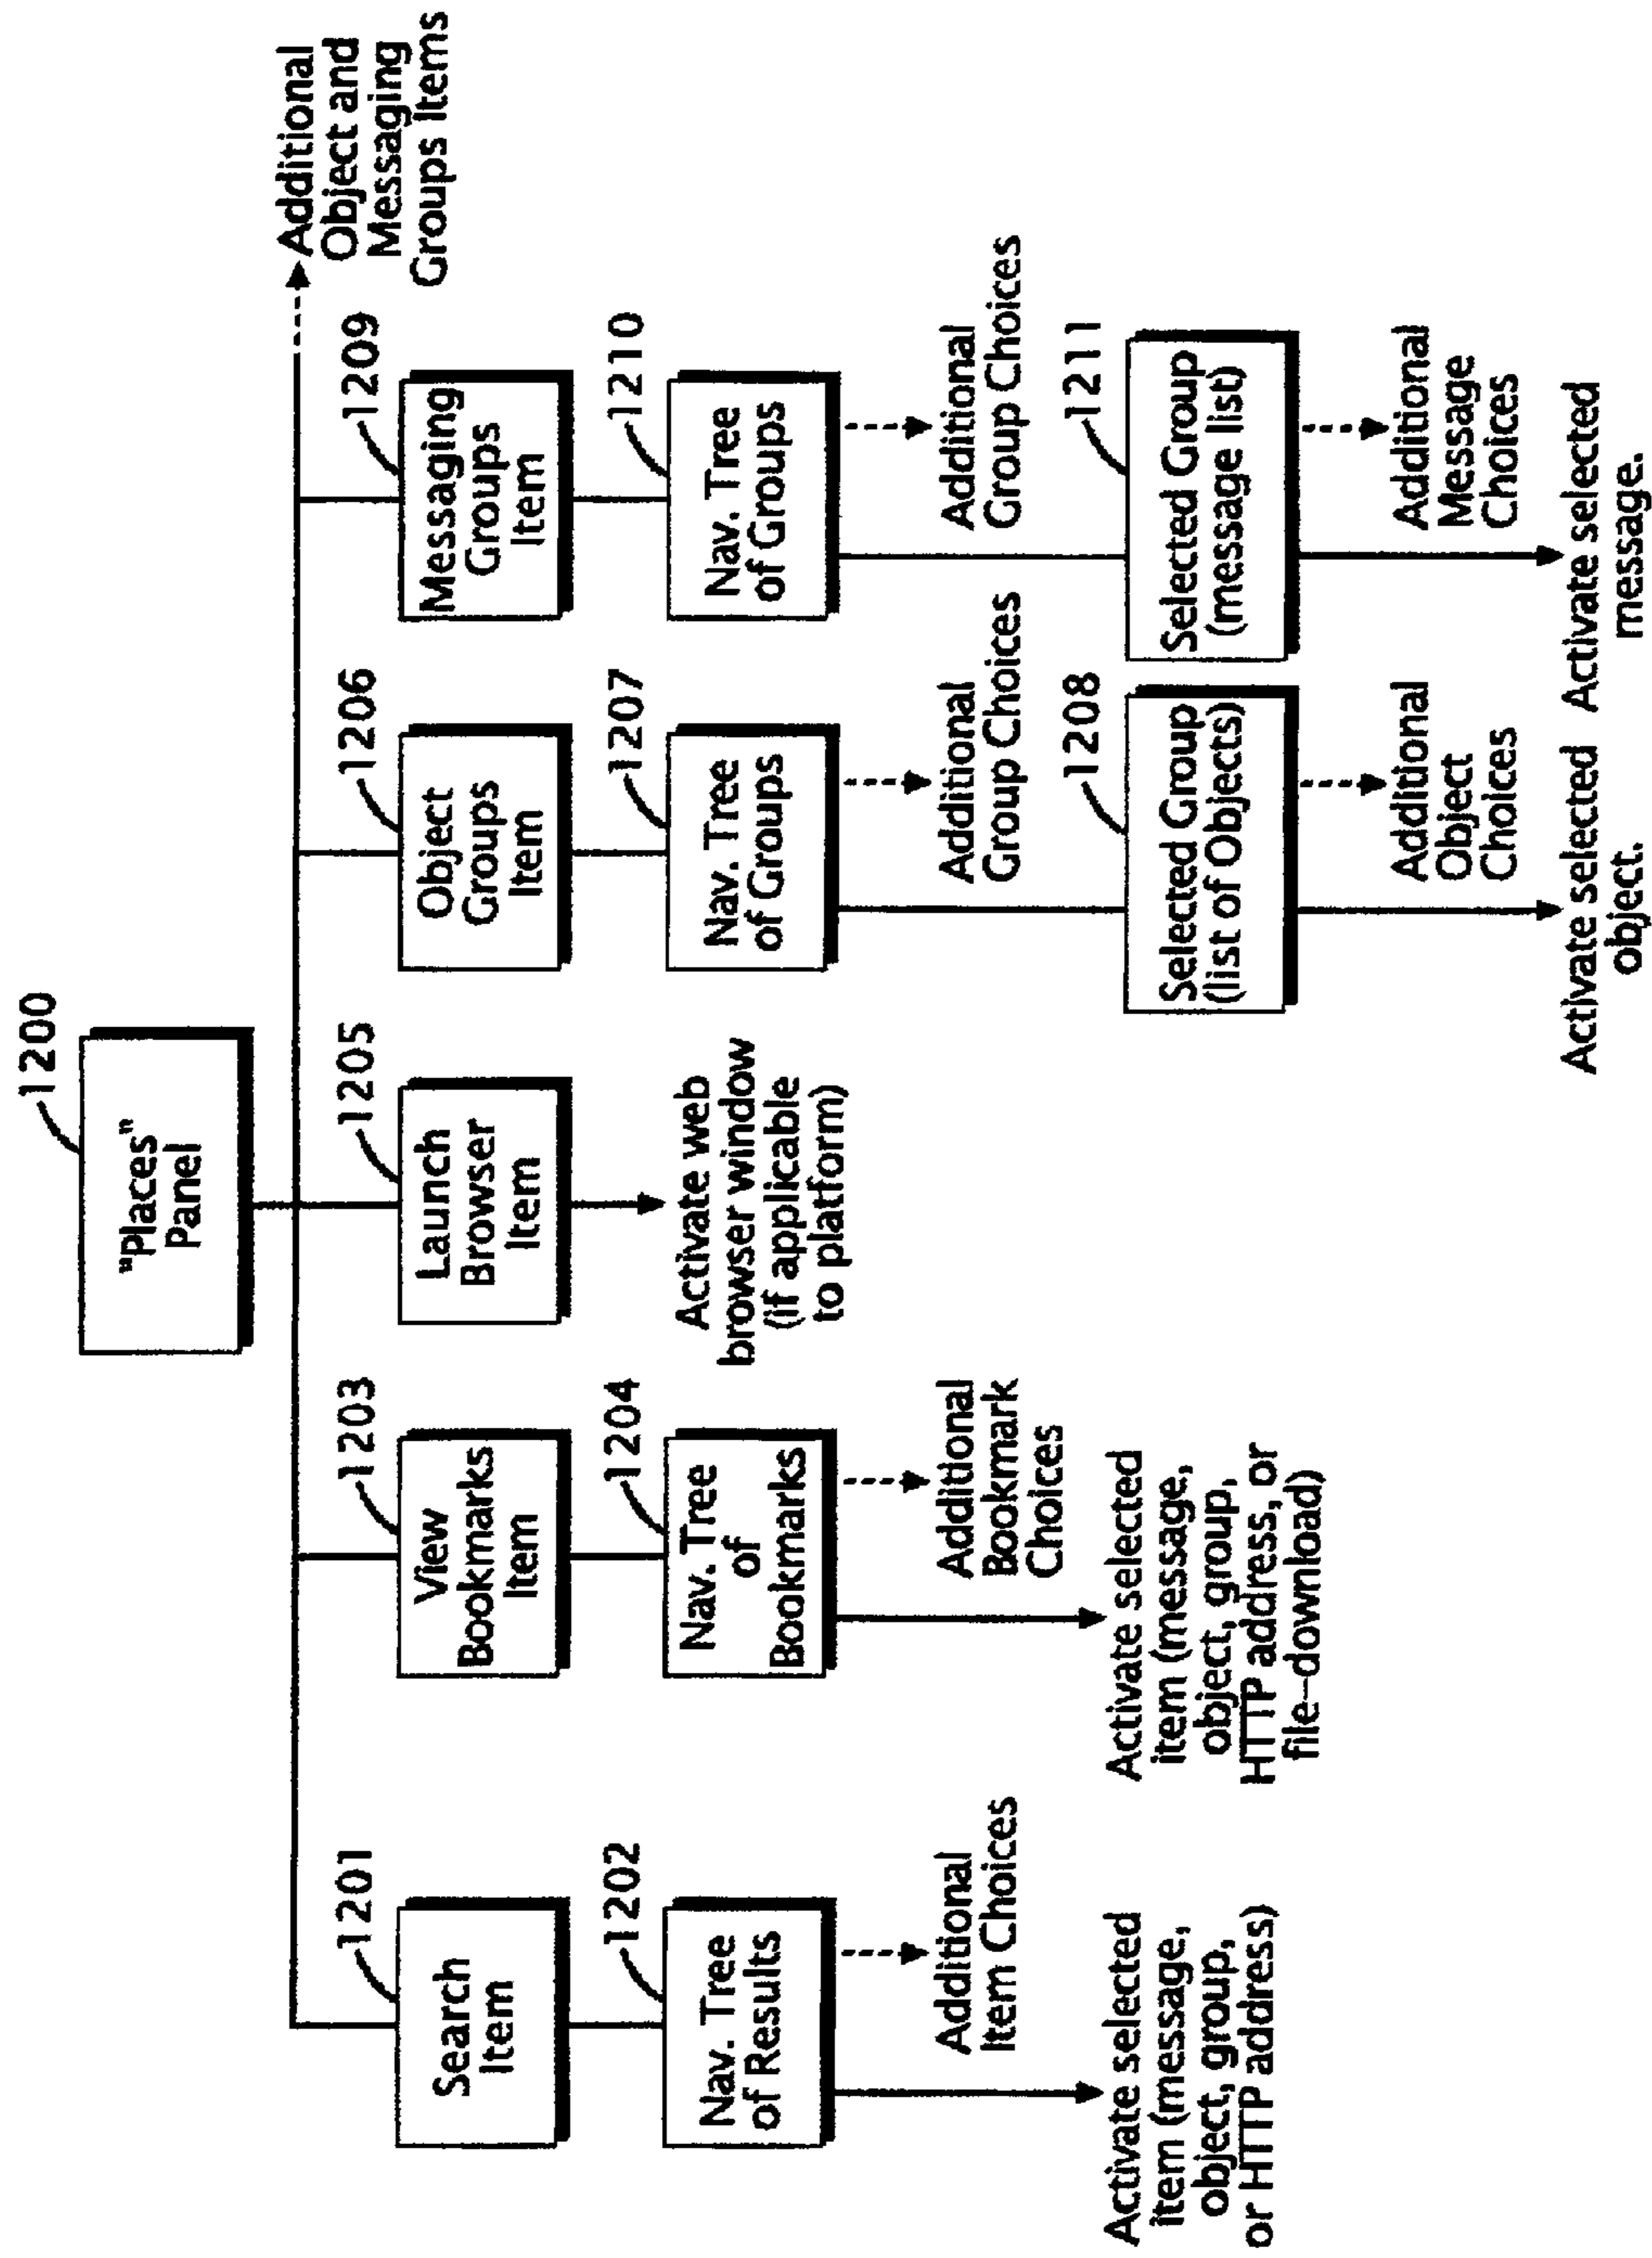 1200
"Places"
Panel
Additional
Object and
Messaging
Groups Items
1201
Search
Item
1202
Nav. Tree
of Results
Additional
Item Choices
Activate selected
item (message,
object, group,
or HTTP address)
1203
View
Bookmarks
Item
1204
Nav. Tree
of
Bookmarks
Additional
Bookmark
Choices
Activate selected
item (message,
object, group,
HTTP address, or
file--download)
1205
Launch
Browser
Item
Activate web
browser window
(if applicable
to platform)
1206
Object
Groups
Item
1207
Nav. Tree
of Groups
Additional
Group Choices
1208
Selected Group
(list of Objects)
Additional
Object
Choices
Activate selected
object.
1209
Messaging
Groups
Item
1210
Nav. Tree
of Groups
Additional
Group Choices
1211
Selected Group
(message list)
Additional
Message
Choices
Activate selected
message.